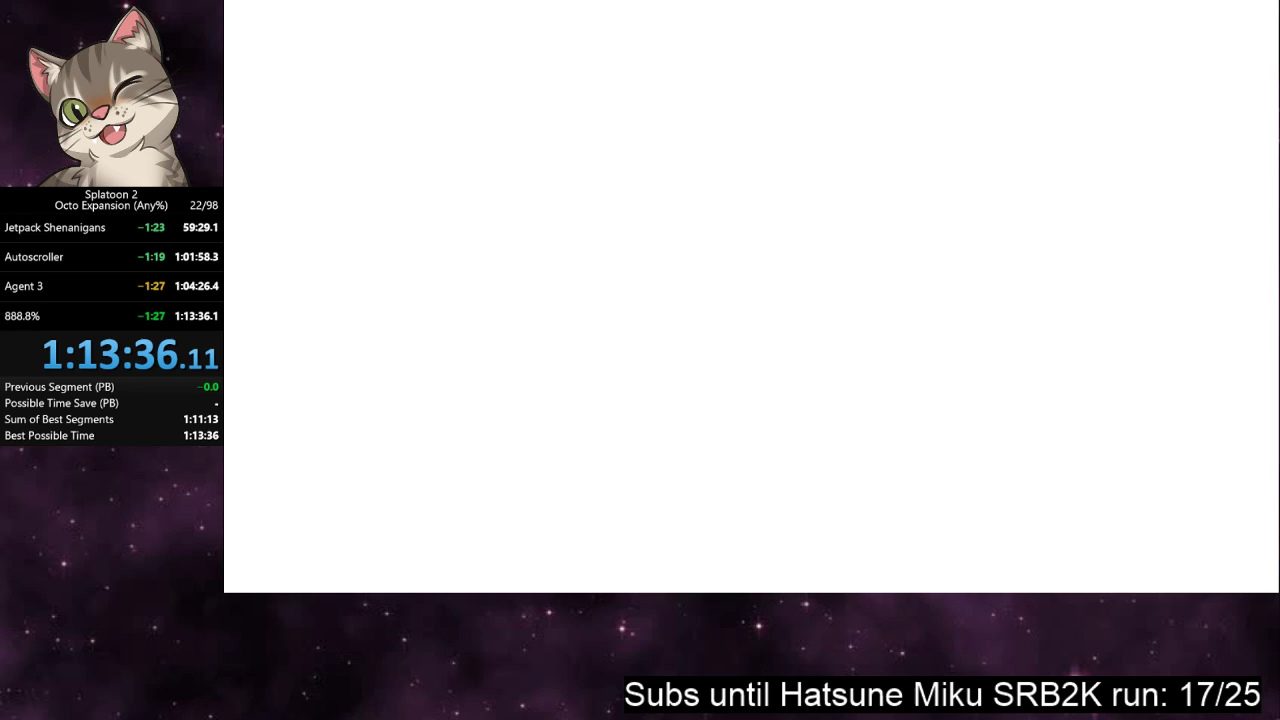 Splatoon 2
Octo Expansion (Any%) 22/98
Jetpack Shenanigans −1:23 59:29.1
Autoscroller −1:19 1:01:58.3
Agent 3 −1:27 1:04:26.4
888.8% −1:27 1:13:36.1
1:13:36.11
Previous Segment (PB) −0.0
Possible Time Save (PB) -
Sum of Best Segments 1:11:13
Best Possible Time 1:13:36
Subs until Hatsune Miku SRB2K run: 17/25